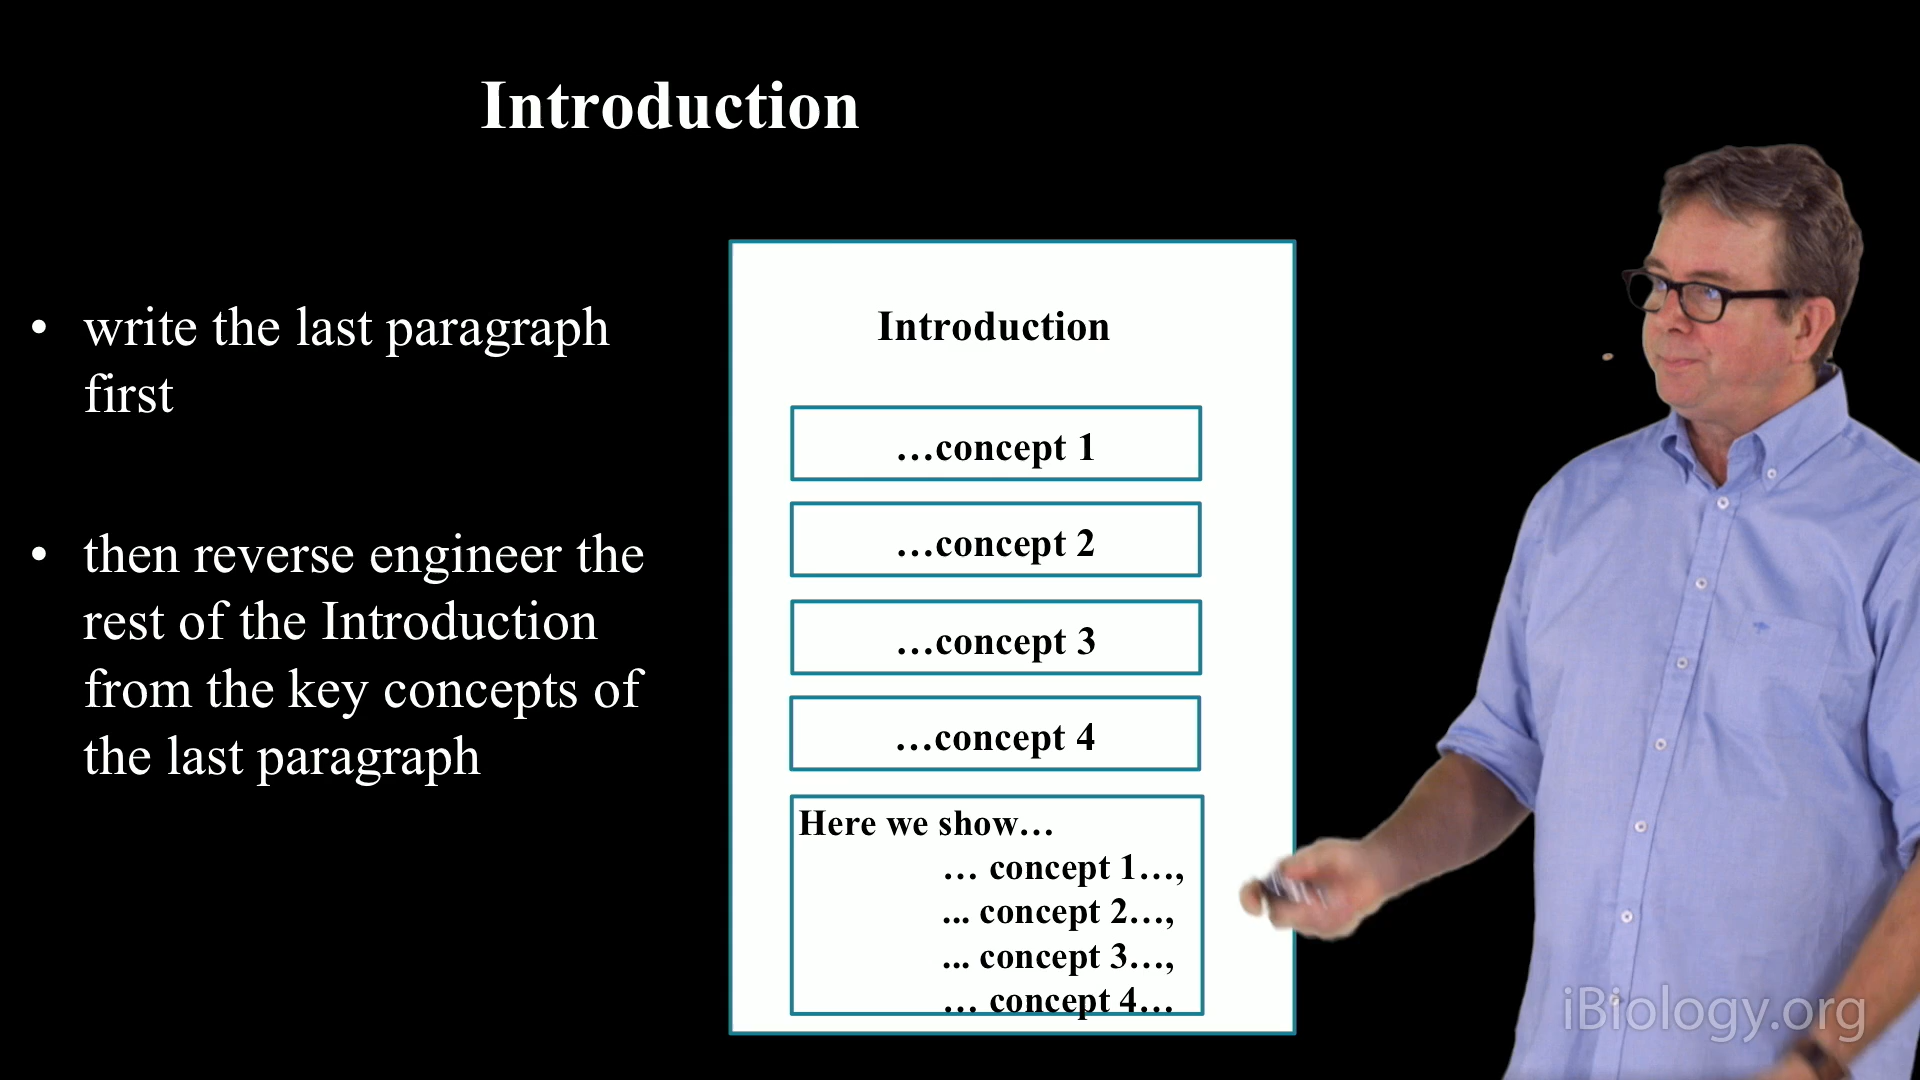 Introduction
• write the last paragraph
first
• then reverse engineer the
rest of the Introduction
from the key concepts of
the last paragraph
Introduction
…concept 1
…concept 2
…concept 3
…concept 4
Here we show…
… concept 1…,
... concept 2…,
... concept 3…,
… concept 4…
iBiology.org